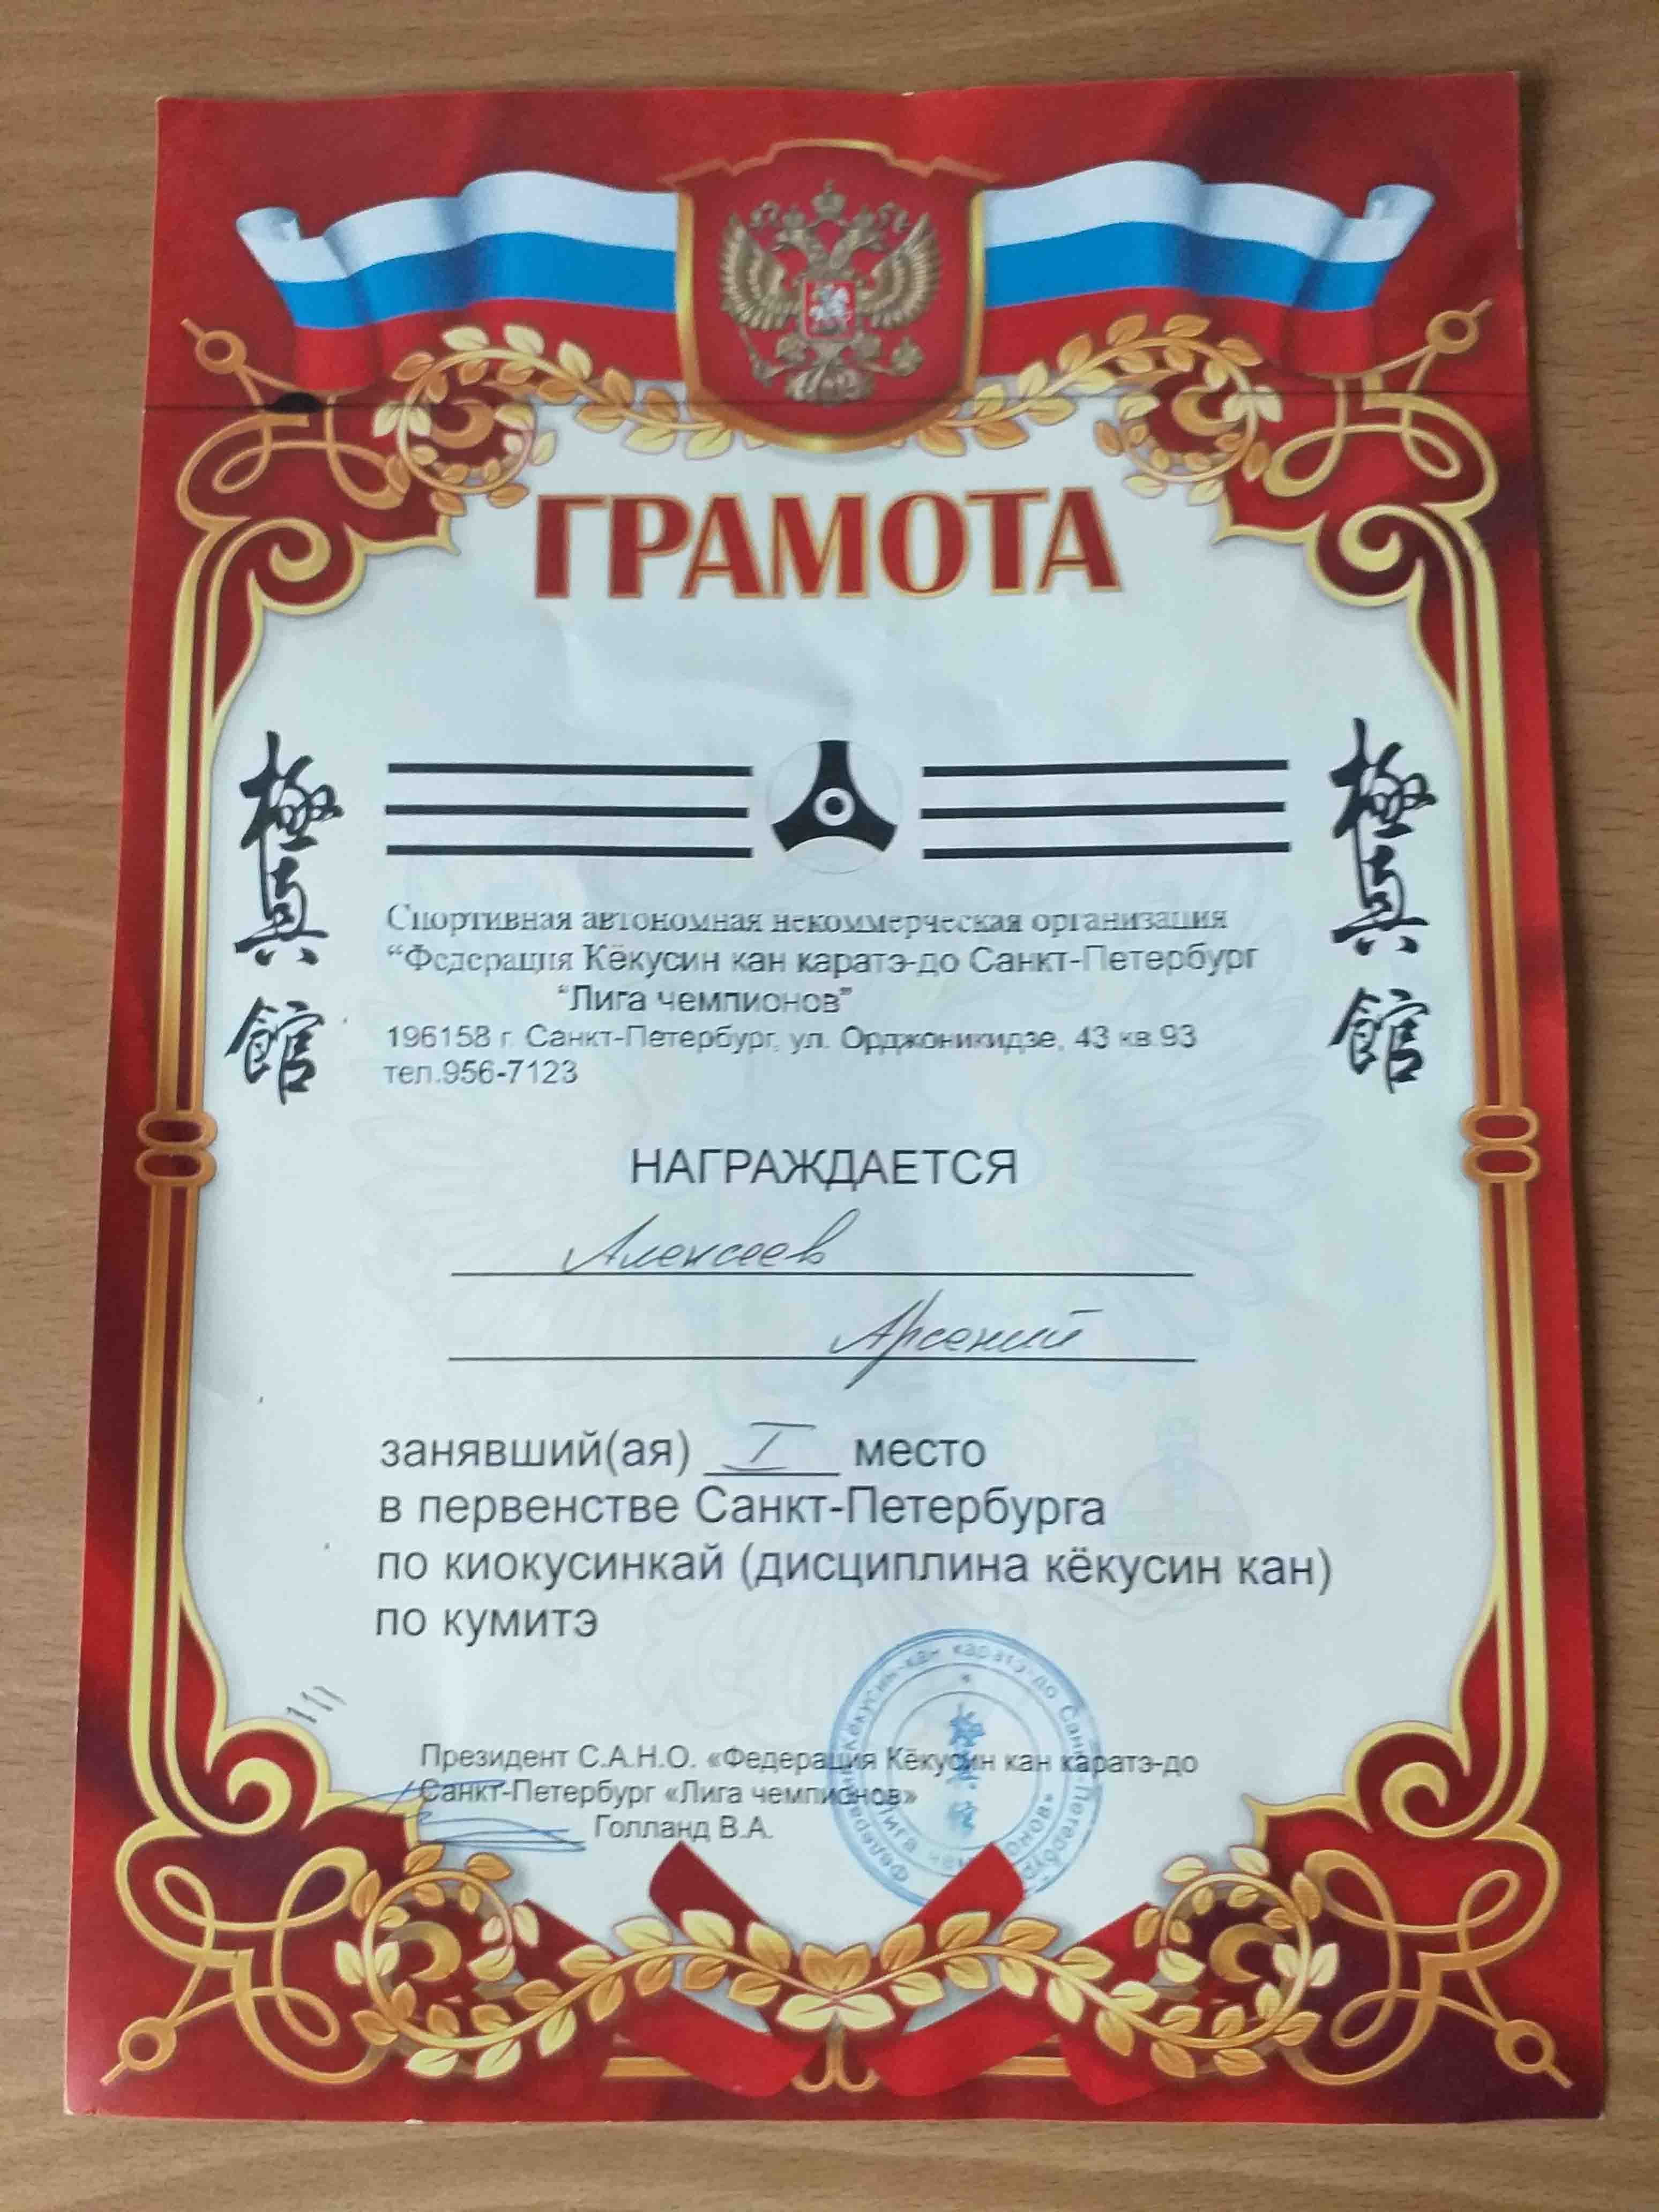 ГРАМОТА
極真館
極真館
Спортивная автономная некоммерческая организация
“Федерация Кёкусин кан каратэ-до Санкт-Петербург
“Лига чемпионов”
196158 г. Санкт-Петербург, ул. Орджоникидзе, 43 кв.93
тел.956-7123
НАГРАЖДАЕТСЯ
Алексеев
Арсений
занявший(ая) I место
в первенстве Санкт-Петербурга
по киокусинкай (дисциплина кёкусин кан)
по кумитэ
Президент С.А.Н.О. «Федерация Кёкусин кан каратэ-до
Санкт-Петербург «Лига чемпионов»
Голланд В.А.
Федерация Кёкусин-кан каратэ-до Санкт-Петербург
«Лига чемпионов»
極真館